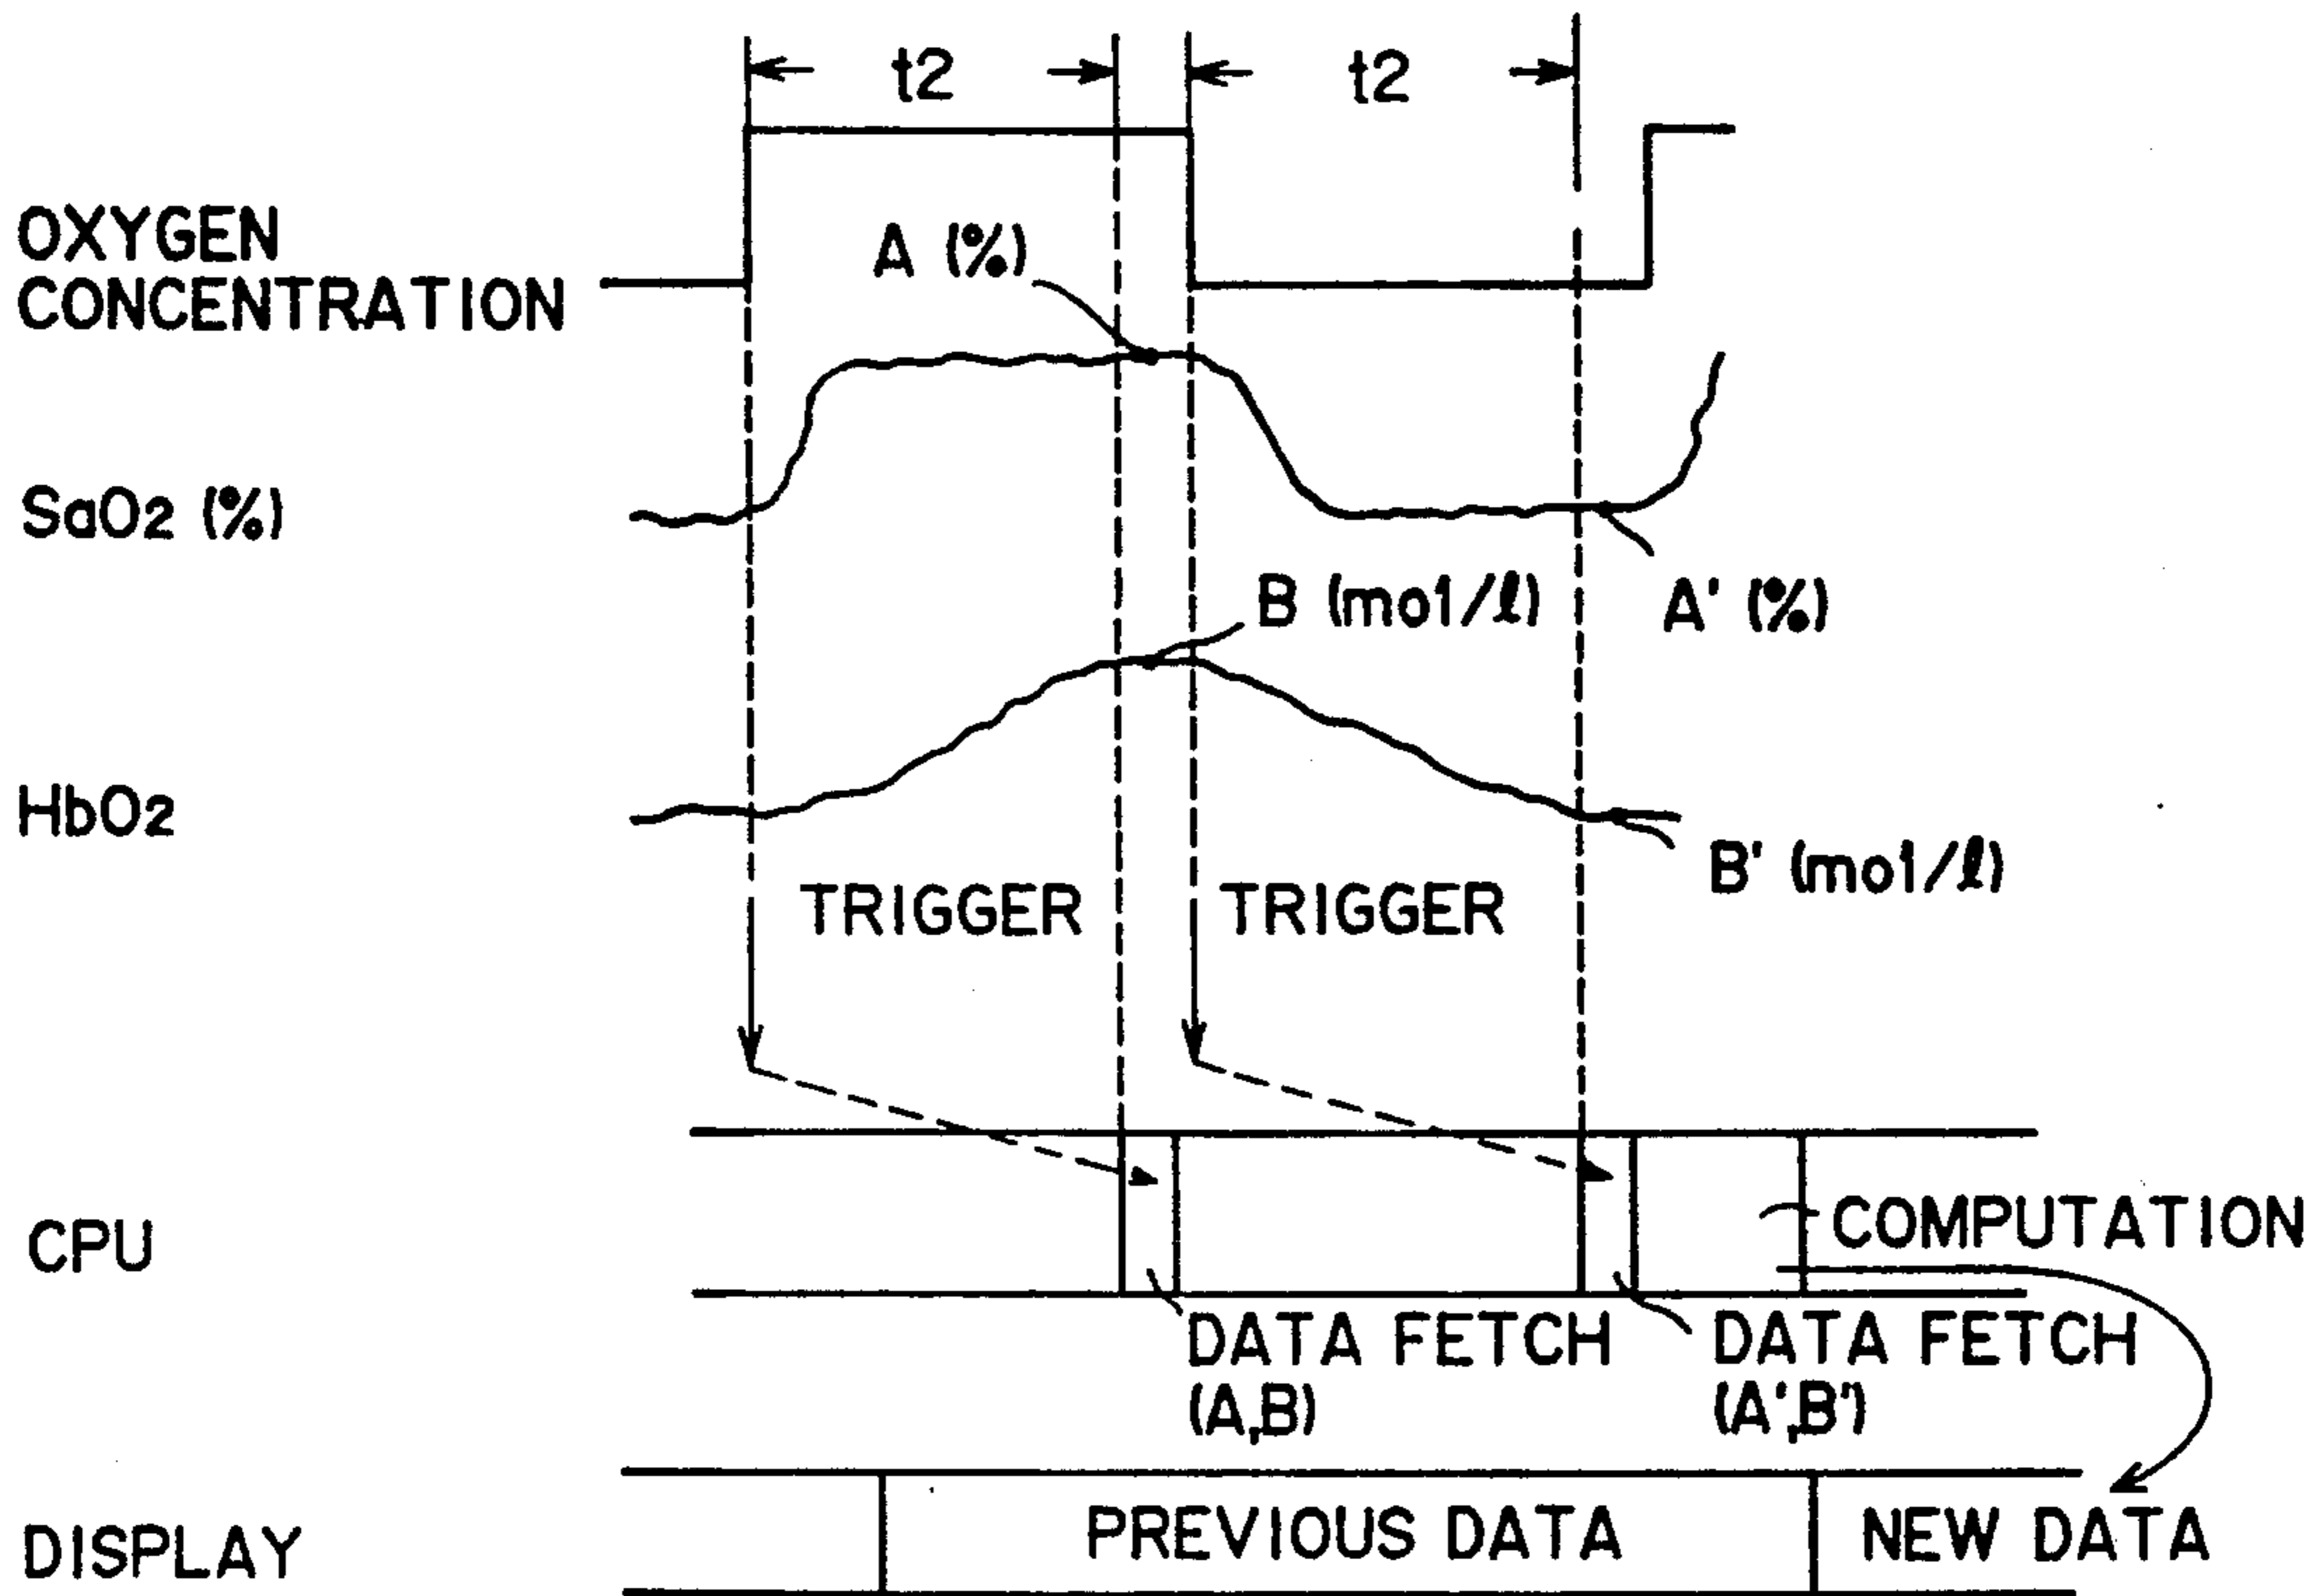 t2
t2
OXYGEN
CONCENTRATION
A (%)
SaO2 (%)
A' (%)
B (mol/l)
HbO2
B' (mol/l)
TRIGGER
TRIGGER
CPU
COMPUTATION
DATA FETCH
(A,B)
DATA FETCH
(A',B')
DISPLAY
PREVIOUS DATA
NEW DATA